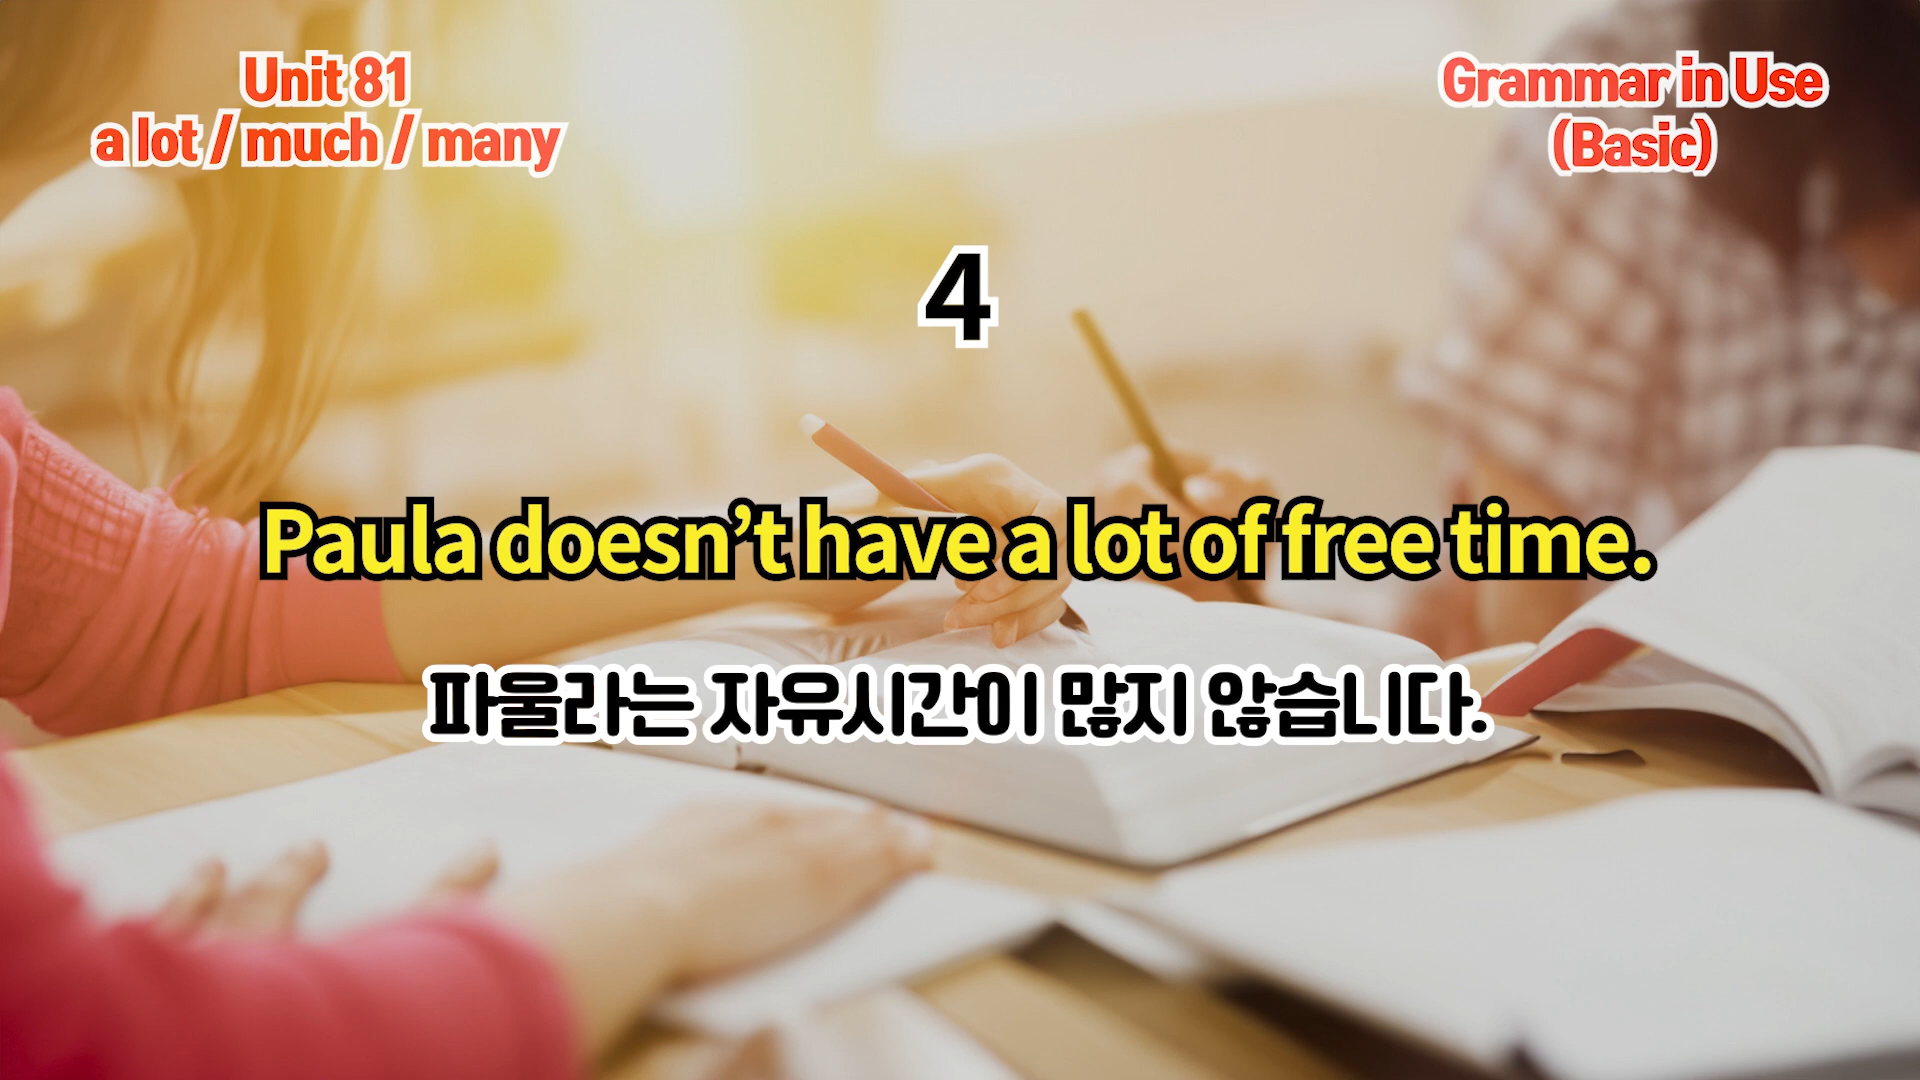 Unit 81
a lot / much / many
Grammar in Use
(Basic)
4
Paula doesn’t have a lot of free time.
파울라는 자유시간이 많지 않습니다.